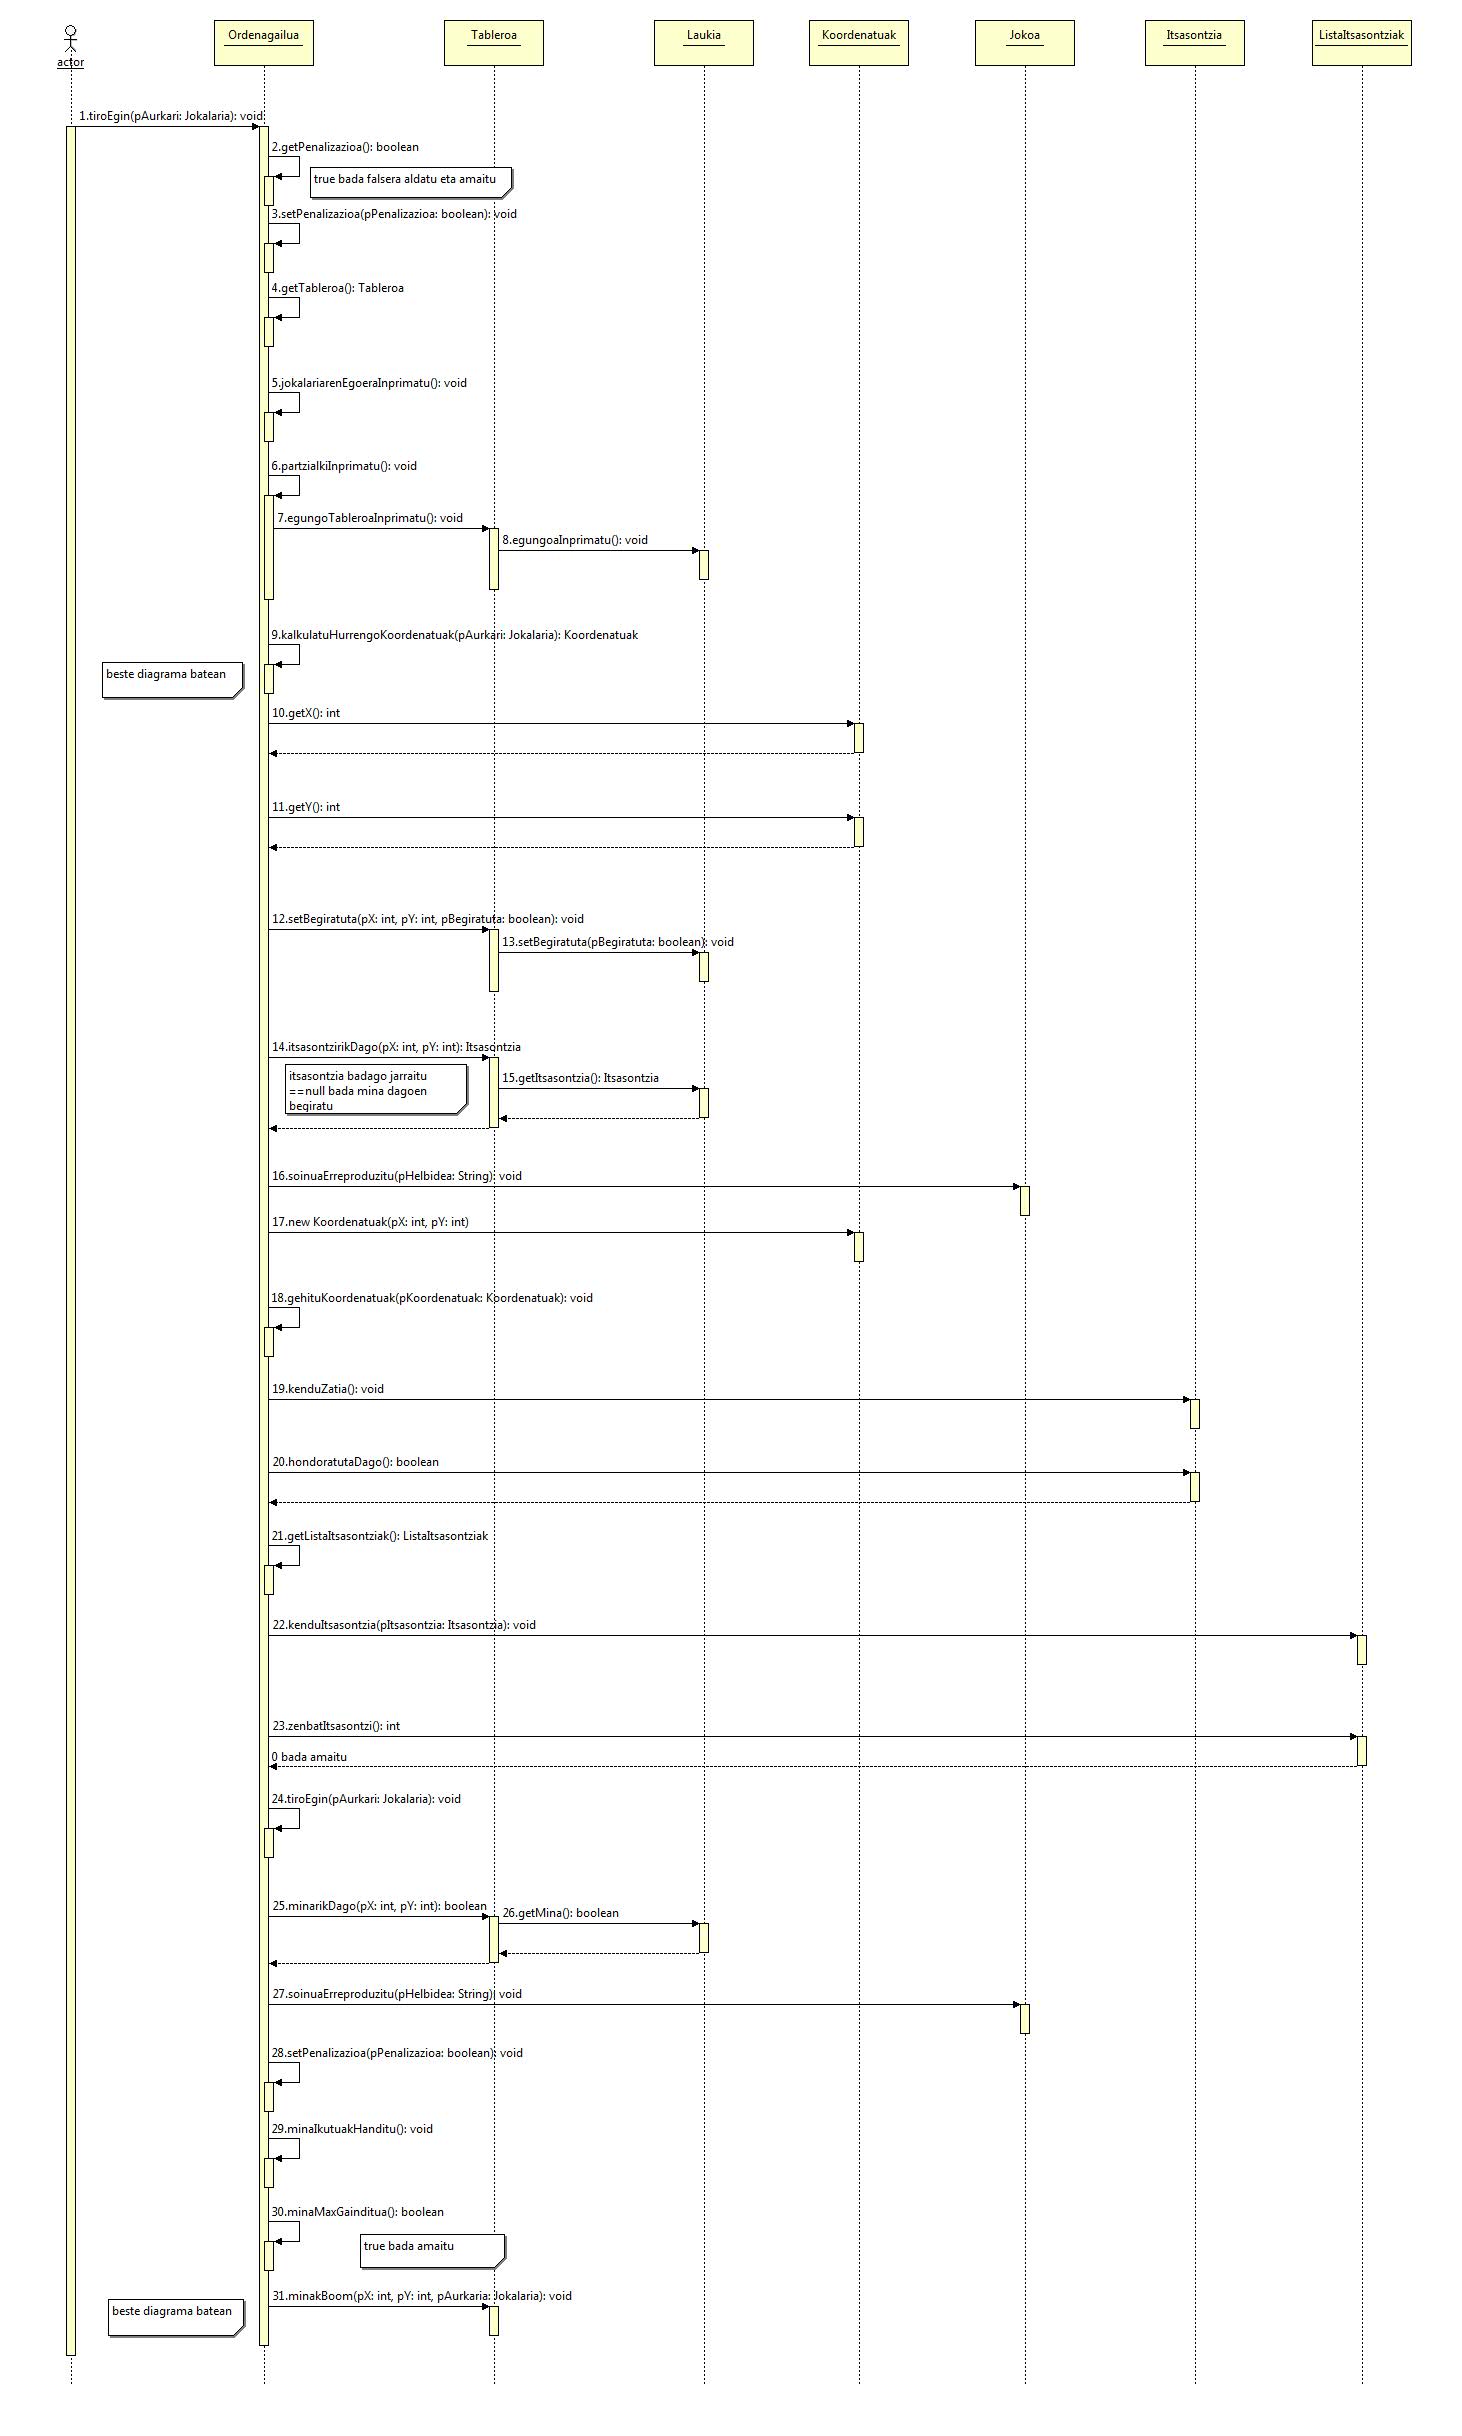 actor
Ordenagailua
Tableroa
Laukia
Koordenatuak
Jokoa
Itsasontzia
ListaItsasontziak
1.tiroEgin(pAurkari: Jokalaria): void
2.getPenalizazioa(): boolean
true bada falsera aldatu eta amaitu
3.setPenalizazioa(pPenalizazioa: boolean): void
4.getTableroa(): Tableroa
5.jokalariarenEgoeraInprimatu(): void
6.partzialkiInprimatu(): void
7.egungoTableroaInprimatu(): void
8.egungoaInprimatu(): void
9.kalkulatuHurrengoKoordenatuak(pAurkari: Jokalaria): Koordenatuak
beste diagrama batean
10.getX(): int
11.getY(): int
12.setBegiratuta(pX: int, pY: int, pBegiratuta: boolean): void
13.setBegiratuta(pBegiratuta: boolean): void
14.itsasontzirikDago(pX: int, pY: int): Itsasontzia
itsasontzia badago jarraitu
==null bada mina dagoen
begiratu
15.getItsasontzia(): Itsasontzia
16.soinuaErreproduzitu(pHelbidea: String): void
17.new Koordenatuak(pX: int, pY: int)
18.gehituKoordenatuak(pKoordenatuak: Koordenatuak): void
19.kenduZatia(): void
20.hondoratutaDago(): boolean
21.getListaItsasontziak(): ListaItsasontziak
22.kenduItsasontzia(pItsasontzia: Itsasontzia): void
23.zenbatItsasontzi(): int
0 bada amaitu
24.tiroEgin(pAurkari: Jokalaria): void
25.minarikDago(pX: int, pY: int): boolean
26.getMina(): boolean
27.soinuaErreproduzitu(pHelbidea: String): void
28.setPenalizazioa(pPenalizazioa: boolean): void
29.minaIkutuakHanditu(): void
30.minaMaxGainditua(): boolean
true bada amaitu
31.minakBoom(pX: int, pY: int, pAurkaria: Jokalaria): void
beste diagrama batean